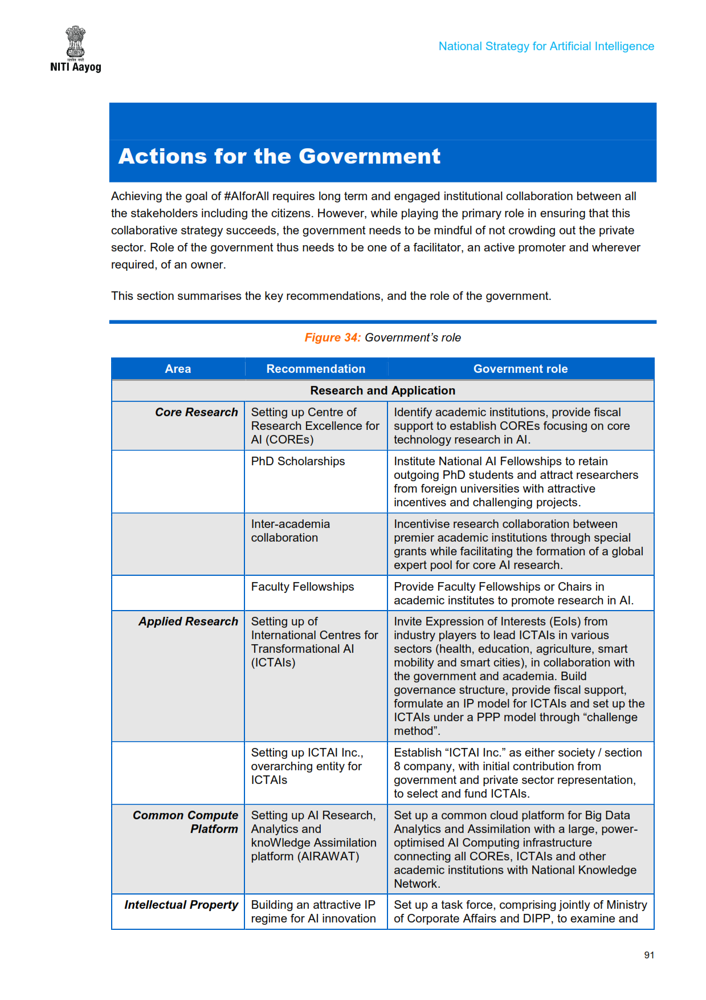 सत्यमेव जयते
NITI Aayog
National Strategy for Artificial Intelligence
Actions for the Government
Achieving the goal of #AIforAll requires long term and engaged institutional collaboration between all
the stakeholders including the citizens. However, while playing the primary role in ensuring that this
collaborative strategy succeeds, the government needs to be mindful of not crowding out the private
sector. Role of the government thus needs to be one of a facilitator, an active promoter and wherever
required, of an owner.
This section summarises the key recommendations, and the role of the government.
Figure 34: Government’s role
Area Recommendation Government role
Research and Application
Core Research
Setting up Centre of
Research Excellence for
AI (COREs)
Identify academic institutions, provide fiscal
support to establish COREs focusing on core
technology research in AI.
PhD Scholarships
Institute National AI Fellowships to retain
outgoing PhD students and attract researchers
from foreign universities with attractive
incentives and challenging projects.
Inter-academia
collaboration
Incentivise research collaboration between
premier academic institutions through special
grants while facilitating the formation of a global
expert pool for core AI research.
Faculty Fellowships
Provide Faculty Fellowships or Chairs in
academic institutes to promote research in AI.
Applied Research
Setting up of
International Centres for
Transformational AI
(ICTAIs)
Invite Expression of Interests (EoIs) from
industry players to lead ICTAIs in various
sectors (health, education, agriculture, smart
mobility and smart cities), in collaboration with
the government and academia. Build
governance structure, provide fiscal support,
formulate an IP model for ICTAIs and set up the
ICTAIs under a PPP model through “challenge
method”.
Setting up ICTAI Inc.,
overarching entity for
ICTAIs
Establish “ICTAI Inc.” as either society / section
8 company, with initial contribution from
government and private sector representation,
to select and fund ICTAIs.
Common Compute
Platform
Setting up AI Research,
Analytics and
knoWledge Assimilation
platform (AIRAWAT)
Set up a common cloud platform for Big Data
Analytics and Assimilation with a large, power-
optimised AI Computing infrastructure
connecting all COREs, ICTAIs and other
academic institutions with National Knowledge
Network.
Intellectual Property
Building an attractive IP
regime for AI innovation
Set up a task force, comprising jointly of Ministry
of Corporate Affairs and DIPP, to examine and
91